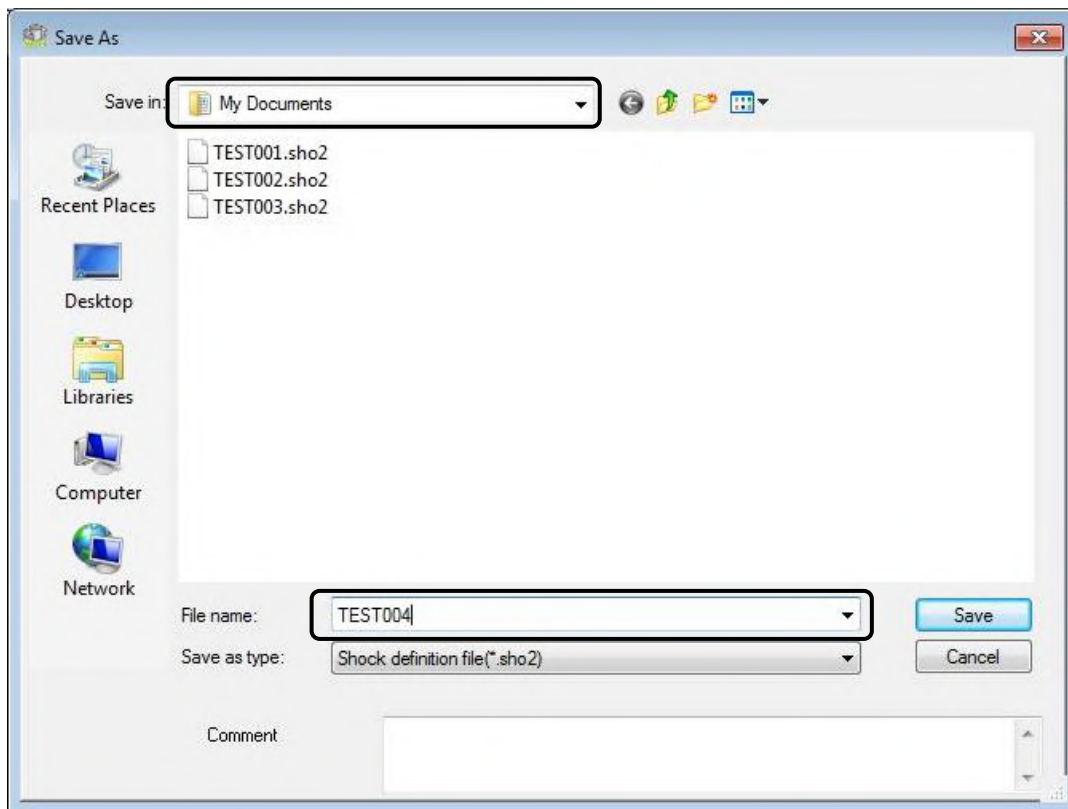 Save As
Save in:
My Documents
TEST001.sho2
TEST002.sho2
TEST003.sho2
Recent Places
Desktop
Libraries
Computer
Network
File name:
TEST004
Save
Save as type:
Shock definition file(*.sho2)
Cancel
Comment